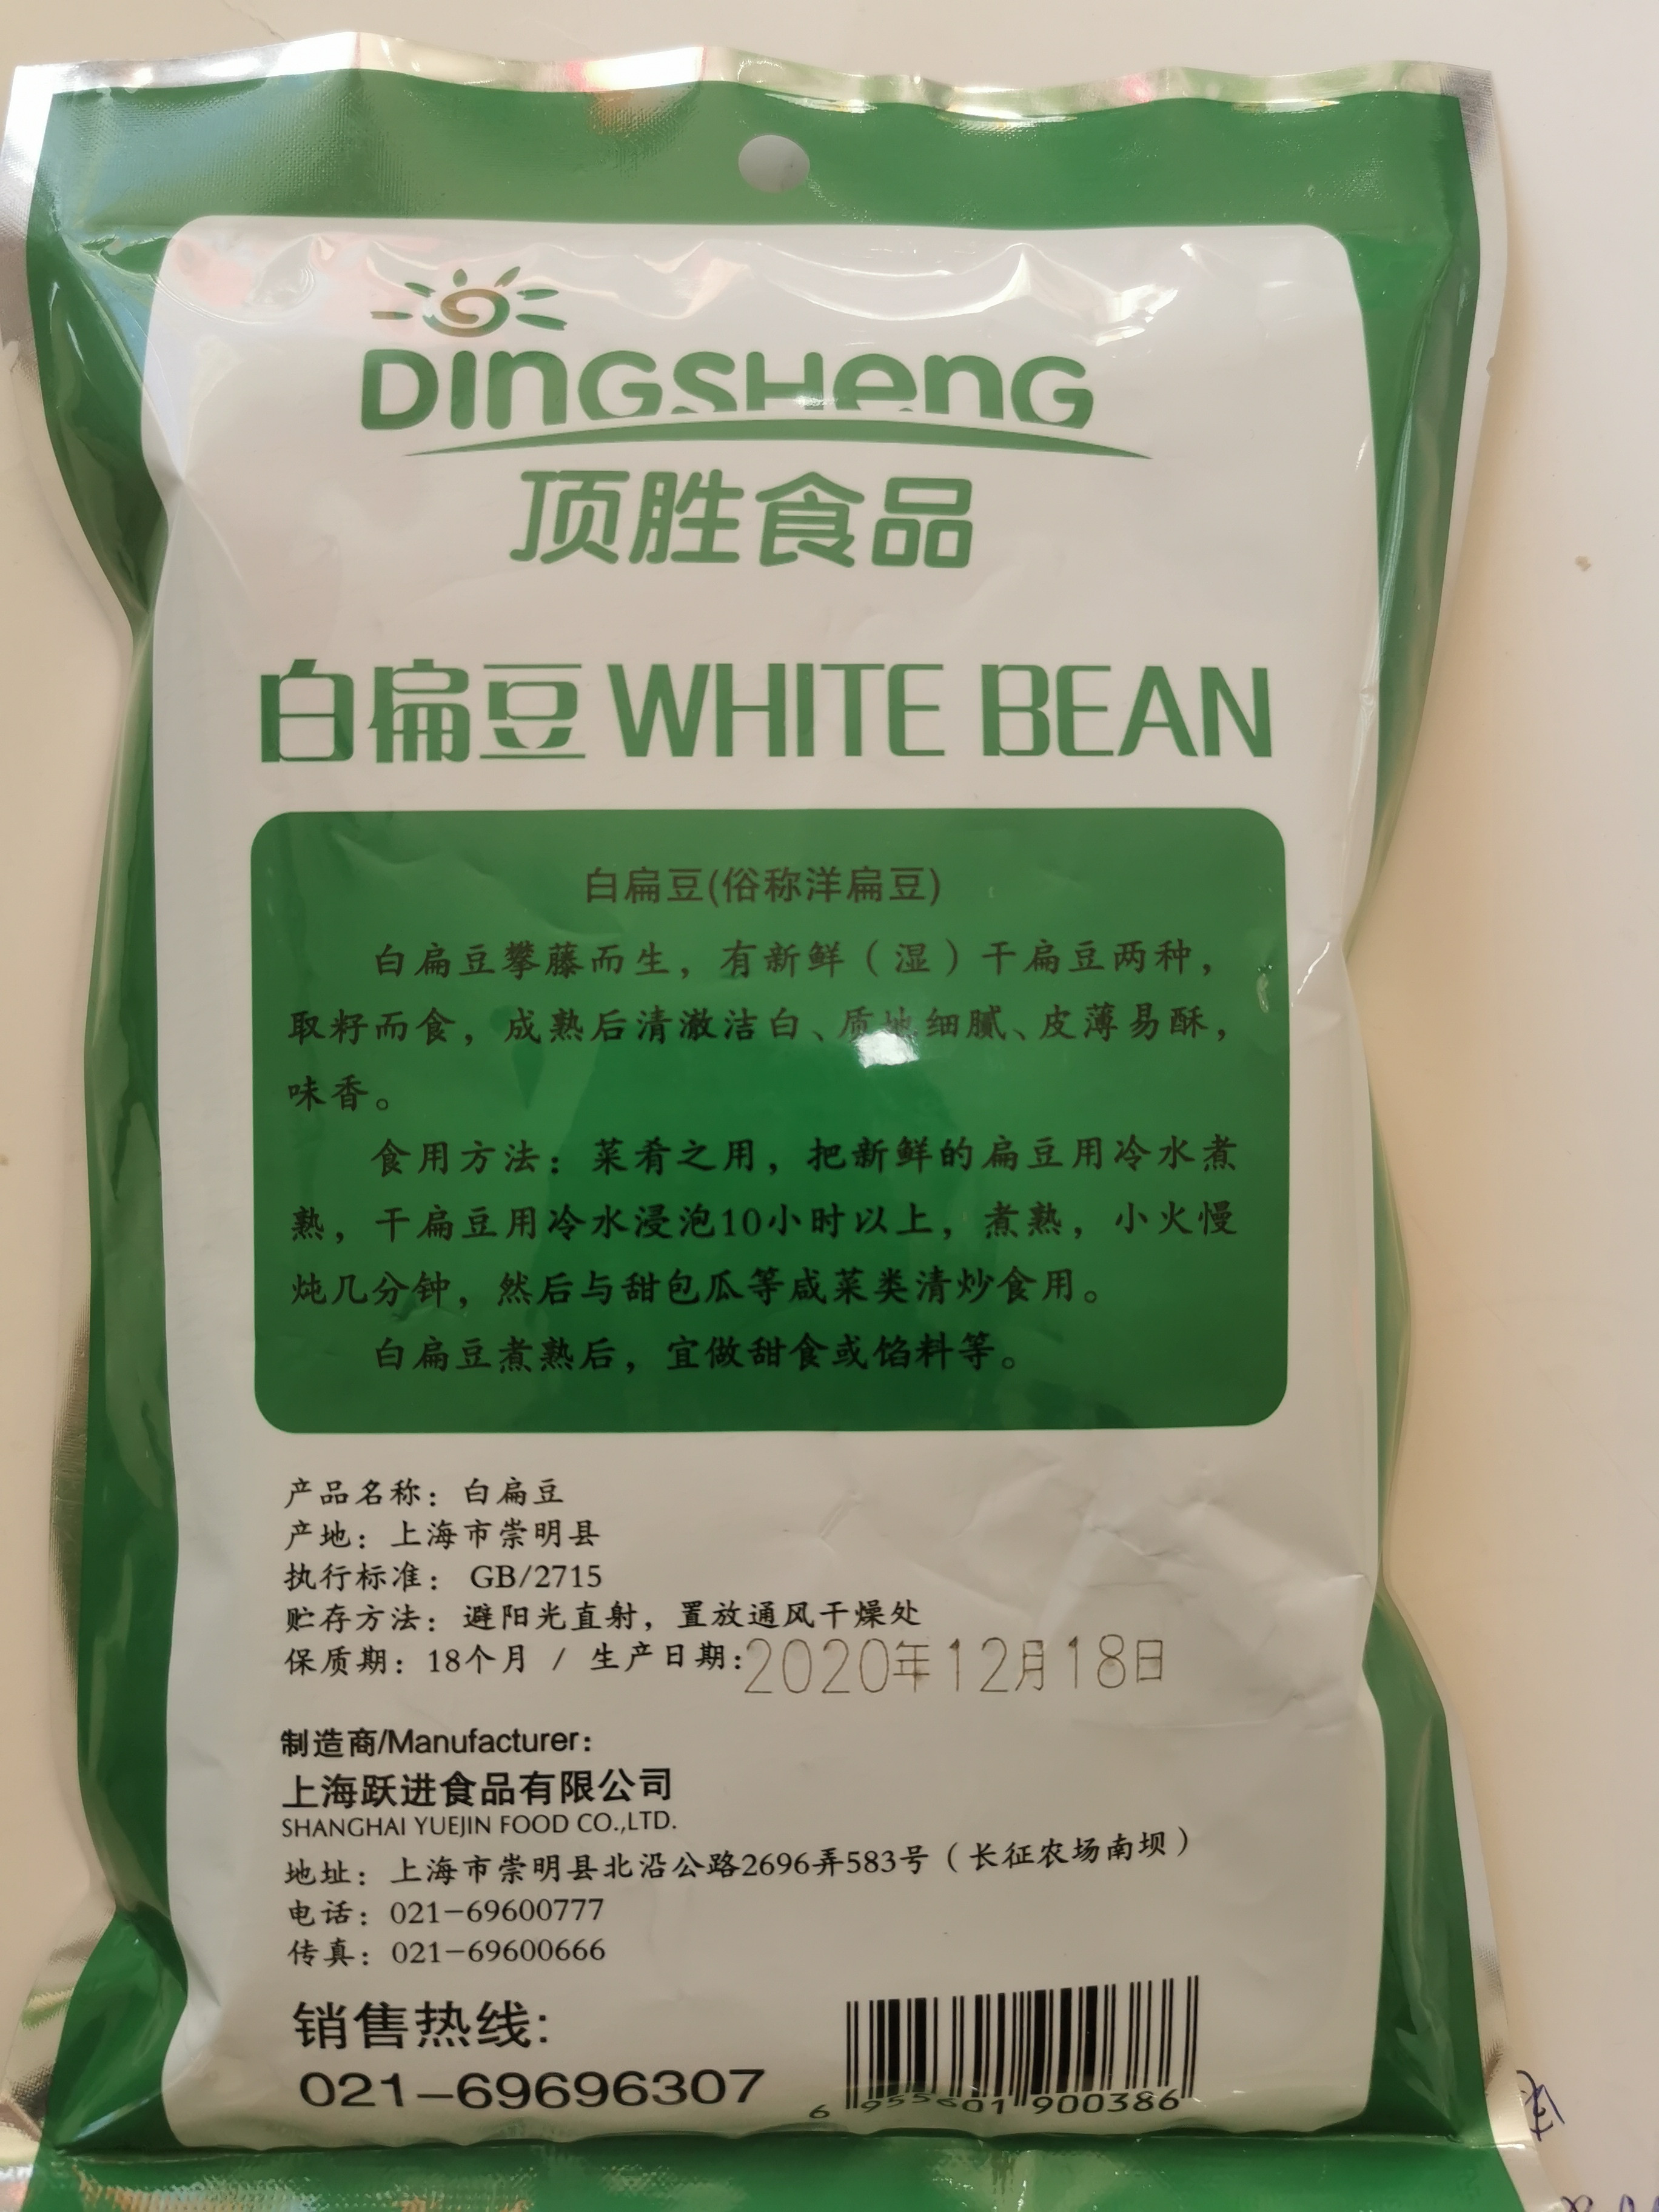 DINGSHENG
顶胜食品
白扁豆 WHITE BEAN
白扁豆(俗称洋扁豆)
白扁豆攀藤而生，有新鲜（湿）干扁豆两种，
取籽而食，成熟后清澈洁白、质地细腻、皮薄易酥，
味香。
食用方法：菜肴之用，把新鲜的扁豆用冷水煮
熟，干扁豆用冷水浸泡10小时以上，煮熟，小火慢
炖几分钟，然后与甜包瓜等咸菜类清炒食用。
白扁豆煮熟后，宜做甜食或馅料等。
产品名称：白扁豆
产地：上海市崇明县
执行标准：GB/2715
贮存方法：避阳光直射，置放通风干燥处
保质期：18个月 / 生产日期：2020年12月18日
制造商/Manufacturer:
上海跃进食品有限公司
SHANGHAI YUEJIN FOOD CO.,LTD.
地址：上海市崇明县北沿公路2696弄583号（长征农场南坝）
电话：021-69600777
传真：021-69600666
销售热线:
021-69696307
6 955601 900386